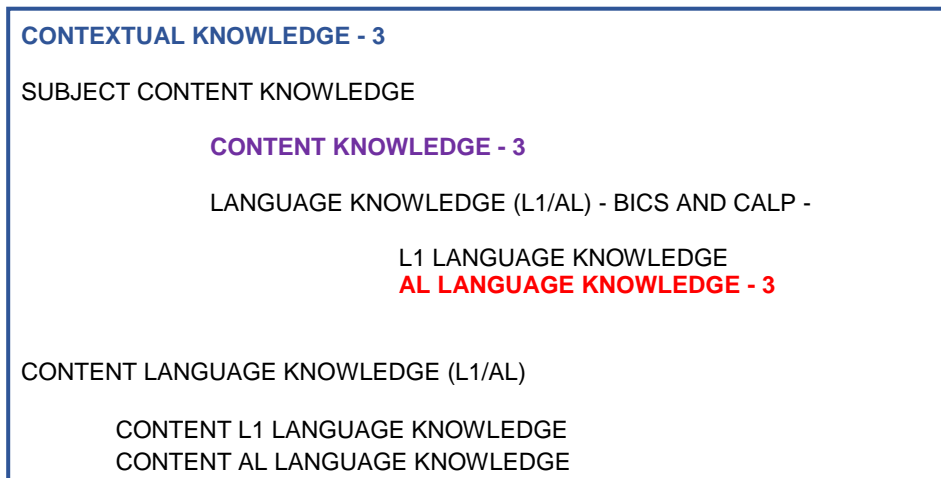 CONTEXTUAL KNOWLEDGE - 3
SUBJECT CONTENT KNOWLEDGE
CONTENT KNOWLEDGE - 3
LANGUAGE KNOWLEDGE (L1/AL) - BICS AND CALP -
L1 LANGUAGE KNOWLEDGE
AL LANGUAGE KNOWLEDGE - 3
CONTENT LANGUAGE KNOWLEDGE (L1/AL)
CONTENT L1 LANGUAGE KNOWLEDGE
CONTENT AL LANGUAGE KNOWLEDGE